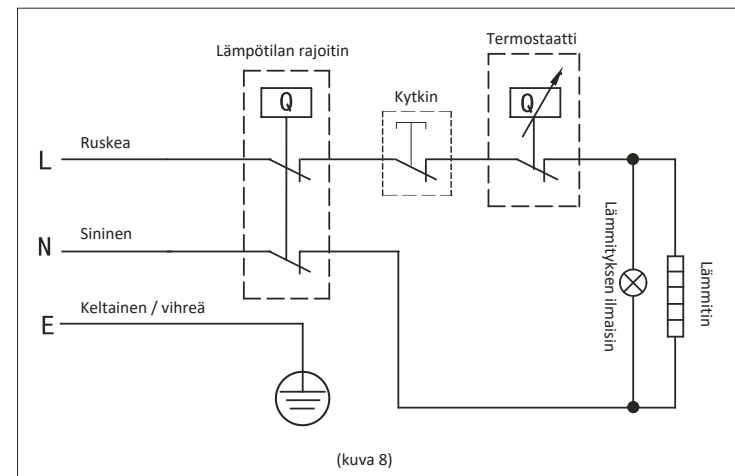 Lämpötilan rajoitin
Termostaatti
Q
Kytkin
Q
L
Ruskea
N
Sininen
E
Keltainen / vihreä
Lämmityksen ilmaisin
Lämmitin
(kuva 8)